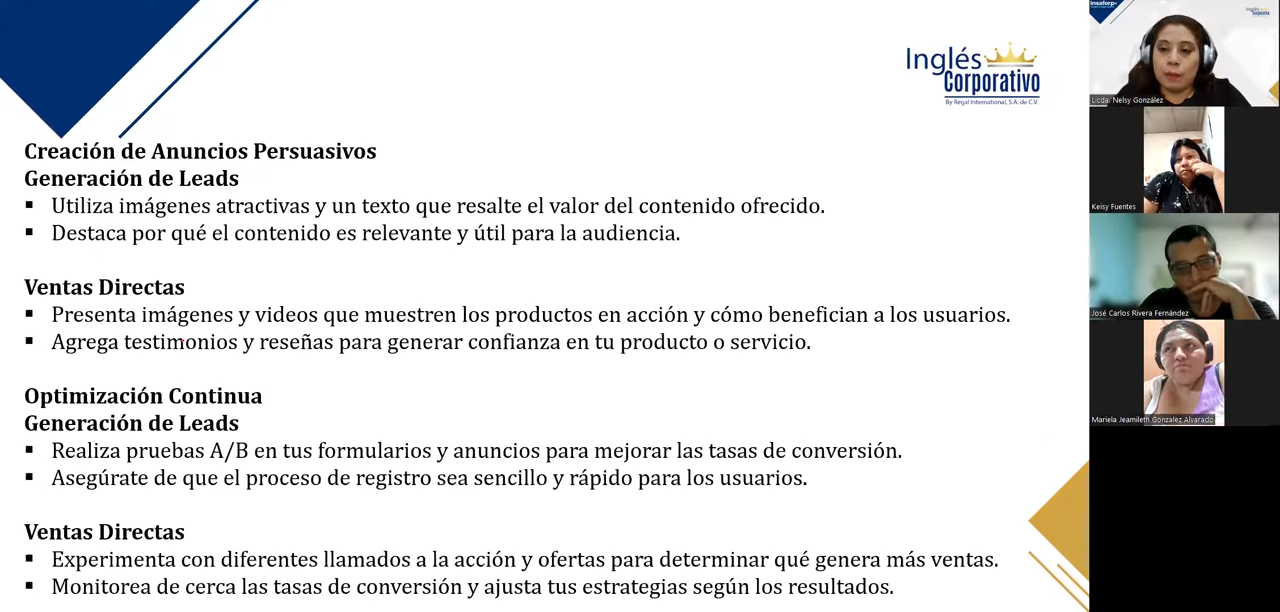 Inglés
Corporativo
By Regal International, S.A. de C.V.
Creación de Anuncios Persuasivos
Generación de Leads
▪ Utiliza imágenes atractivas y un texto que resalte el valor del contenido ofrecido.
▪ Destaca por qué el contenido es relevante y útil para la audiencia.
Ventas Directas
▪ Presenta imágenes y videos que muestren los productos en acción y cómo benefician a los usuarios.
▪ Agrega testimonios y reseñas para generar confianza en tu producto o servicio.
Optimización Continua
Generación de Leads
▪ Realiza pruebas A/B en tus formularios y anuncios para mejorar las tasas de conversión.
▪ Asegúrate de que el proceso de registro sea sencillo y rápido para los usuarios.
Ventas Directas
▪ Experimenta con diferentes llamados a la acción y ofertas para determinar qué genera más ventas.
▪ Monitorea de cerca las tasas de conversión y ajusta tus estrategias según los resultados.
Insaforp
Licda. Nelsy González
Keisy Fuentes
José Carlos Rivera Fernández
Mariela Jeamileth Gonzalez Alvarado